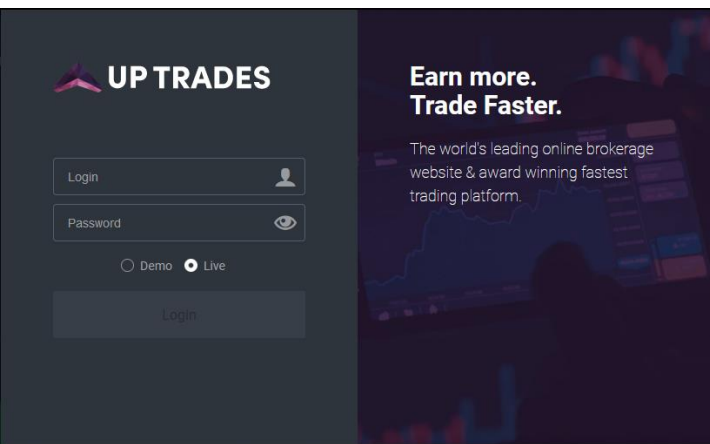 UP TRADES
Login
Password
Demo Live
Login
Earn more.
Trade Faster.
The world's leading online brokerage
website & award winning fastest
trading platform.